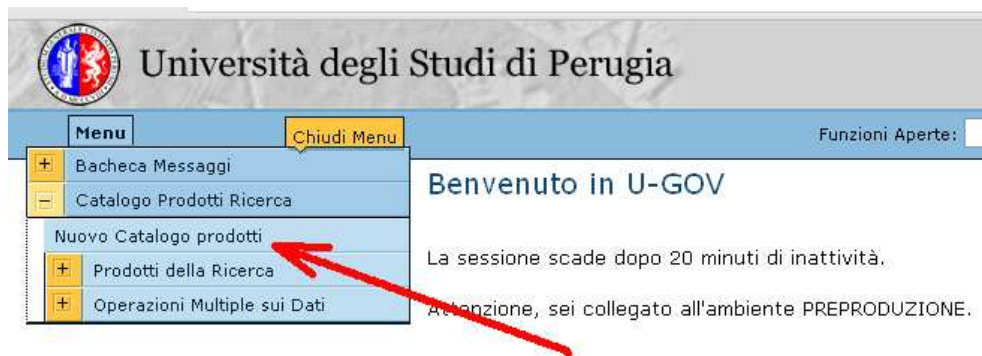 Università degli Studi di Perugia
Menu
Chiudi Menu
Funzioni Aperte:
Bacheca Messaggi
Catalogo Prodotti Ricerca
Nuovo Catalogo prodotti
Prodotti della Ricerca
Operazioni Multiple sui Dati
Benvenuto in U-GOV
La sessione scade dopo 20 minuti di inattività.
Attenzione, sei collegato all'ambiente PREPRODUZIONE.